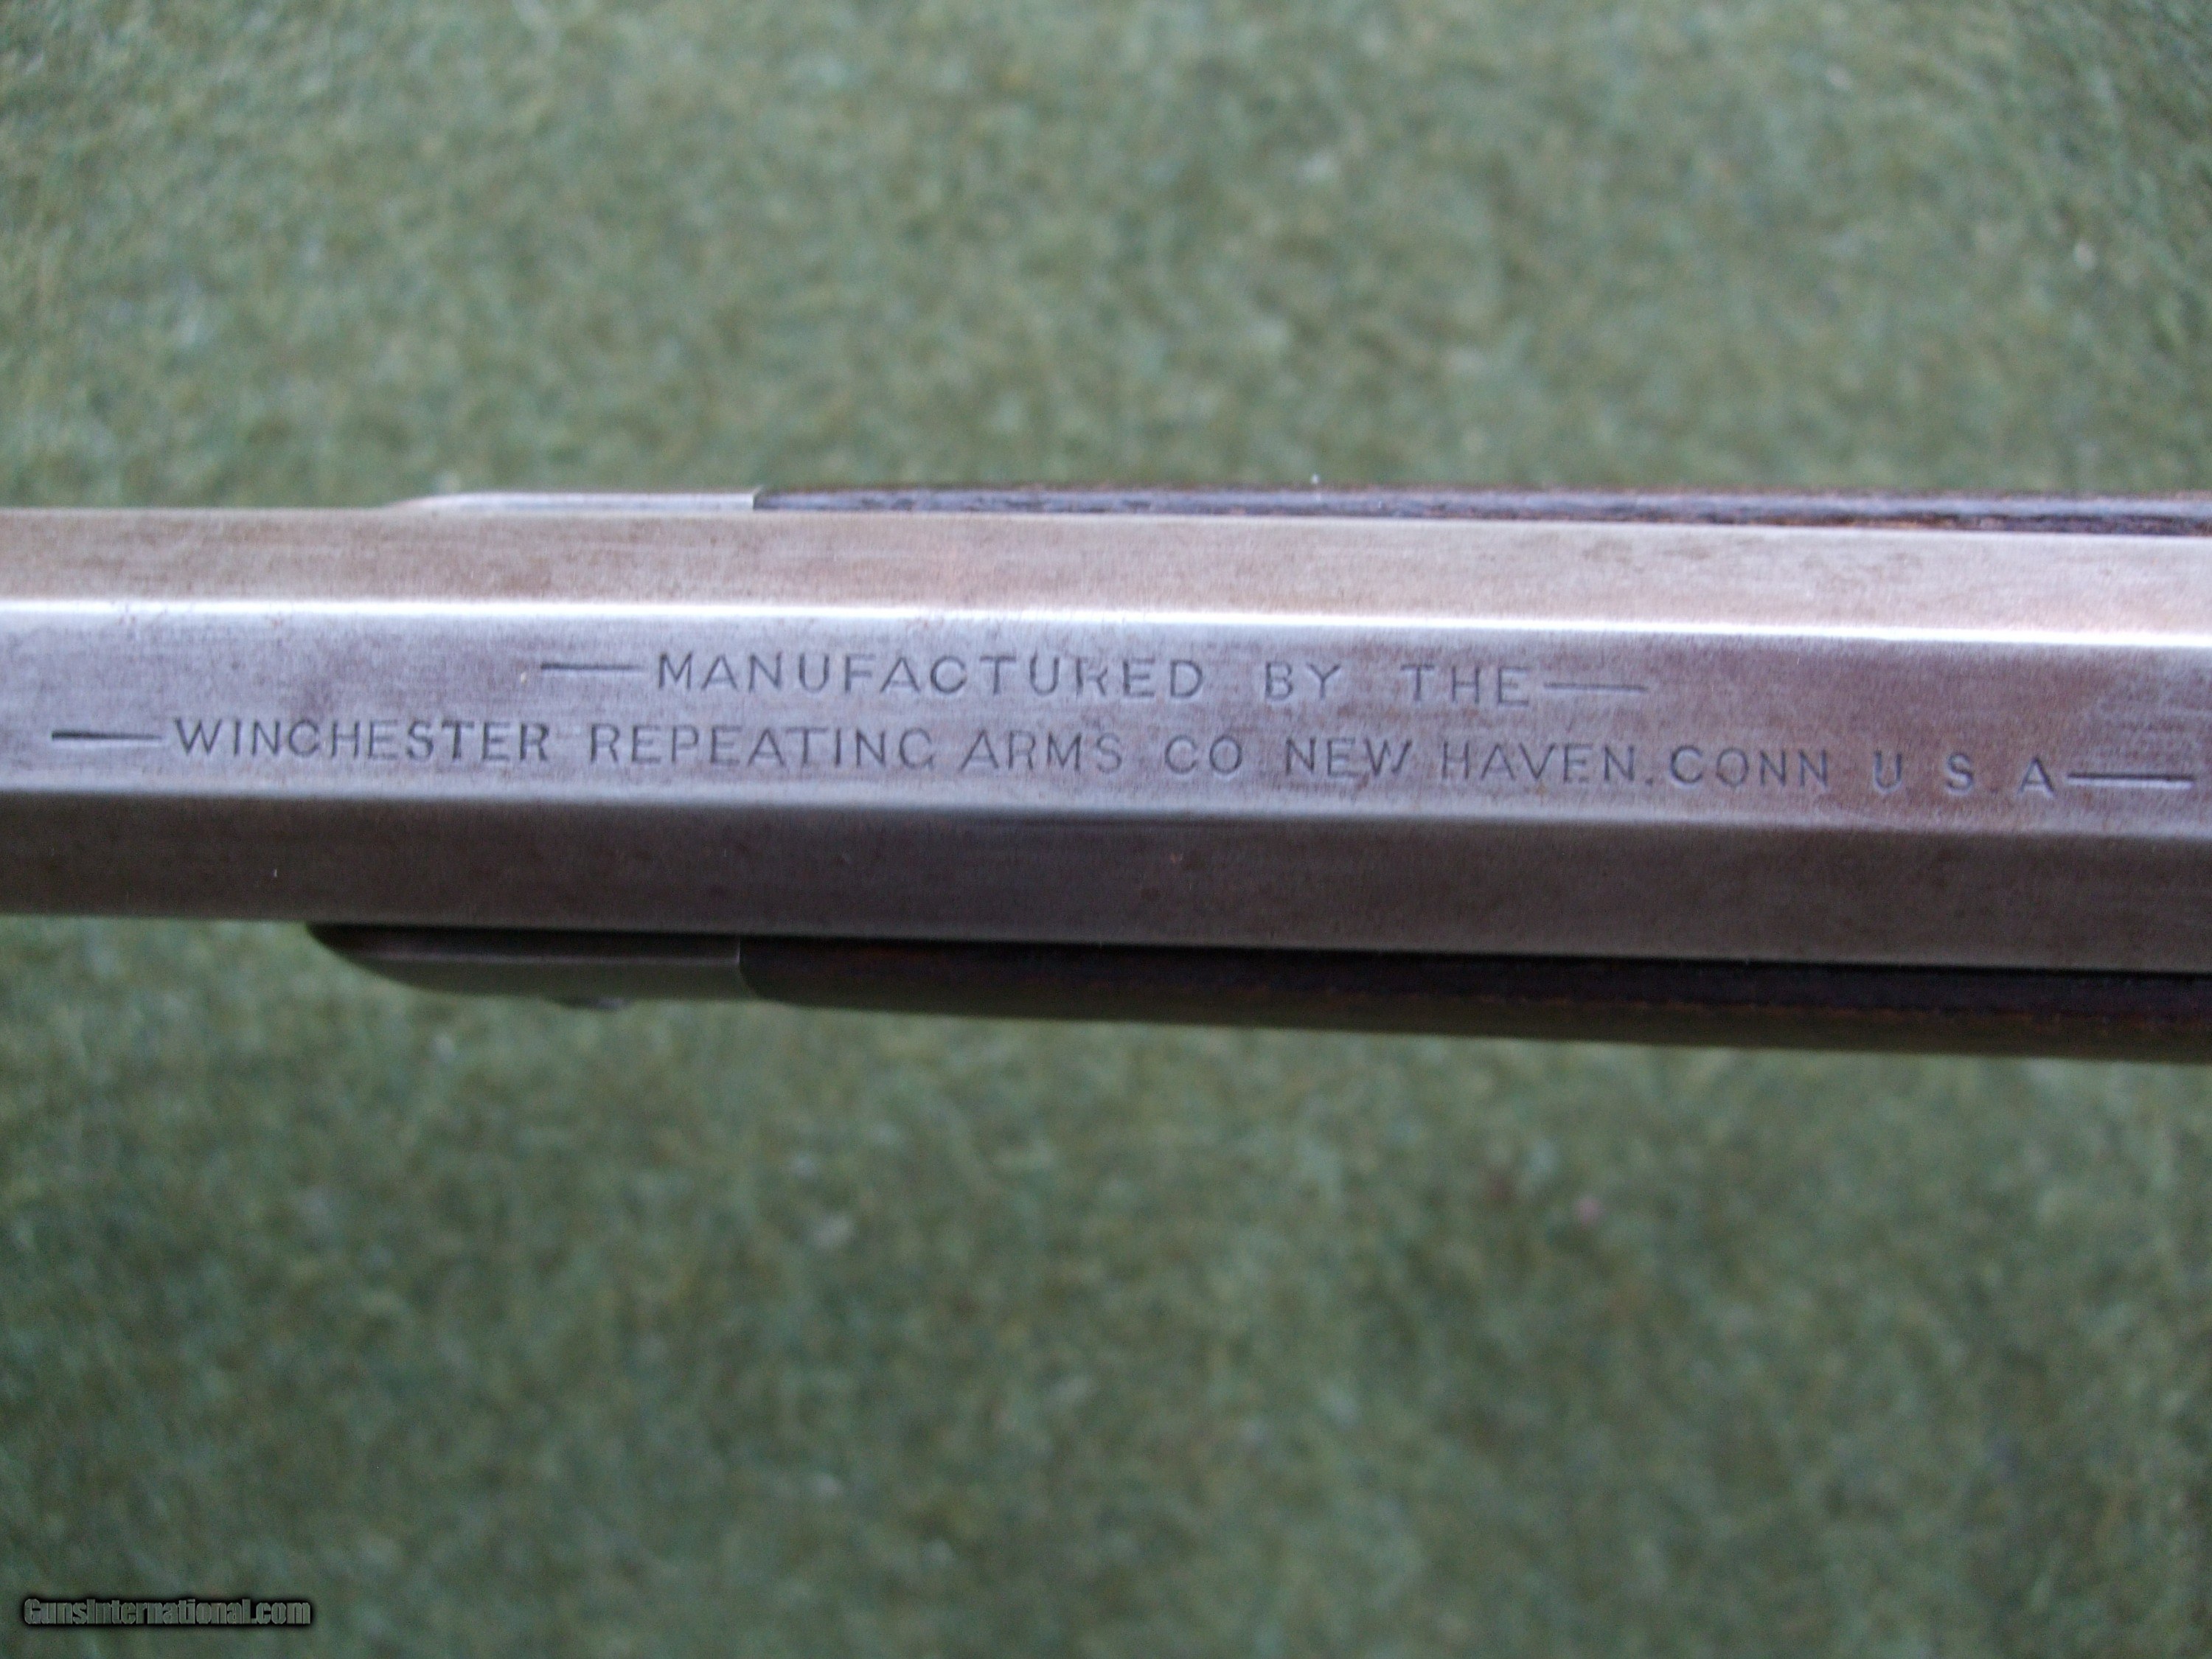 —MANUFACTURED BY THE—
—WINCHESTER REPEATING ARMS CO NEW HAVEN. CONN U S A—
GunsInternational.com